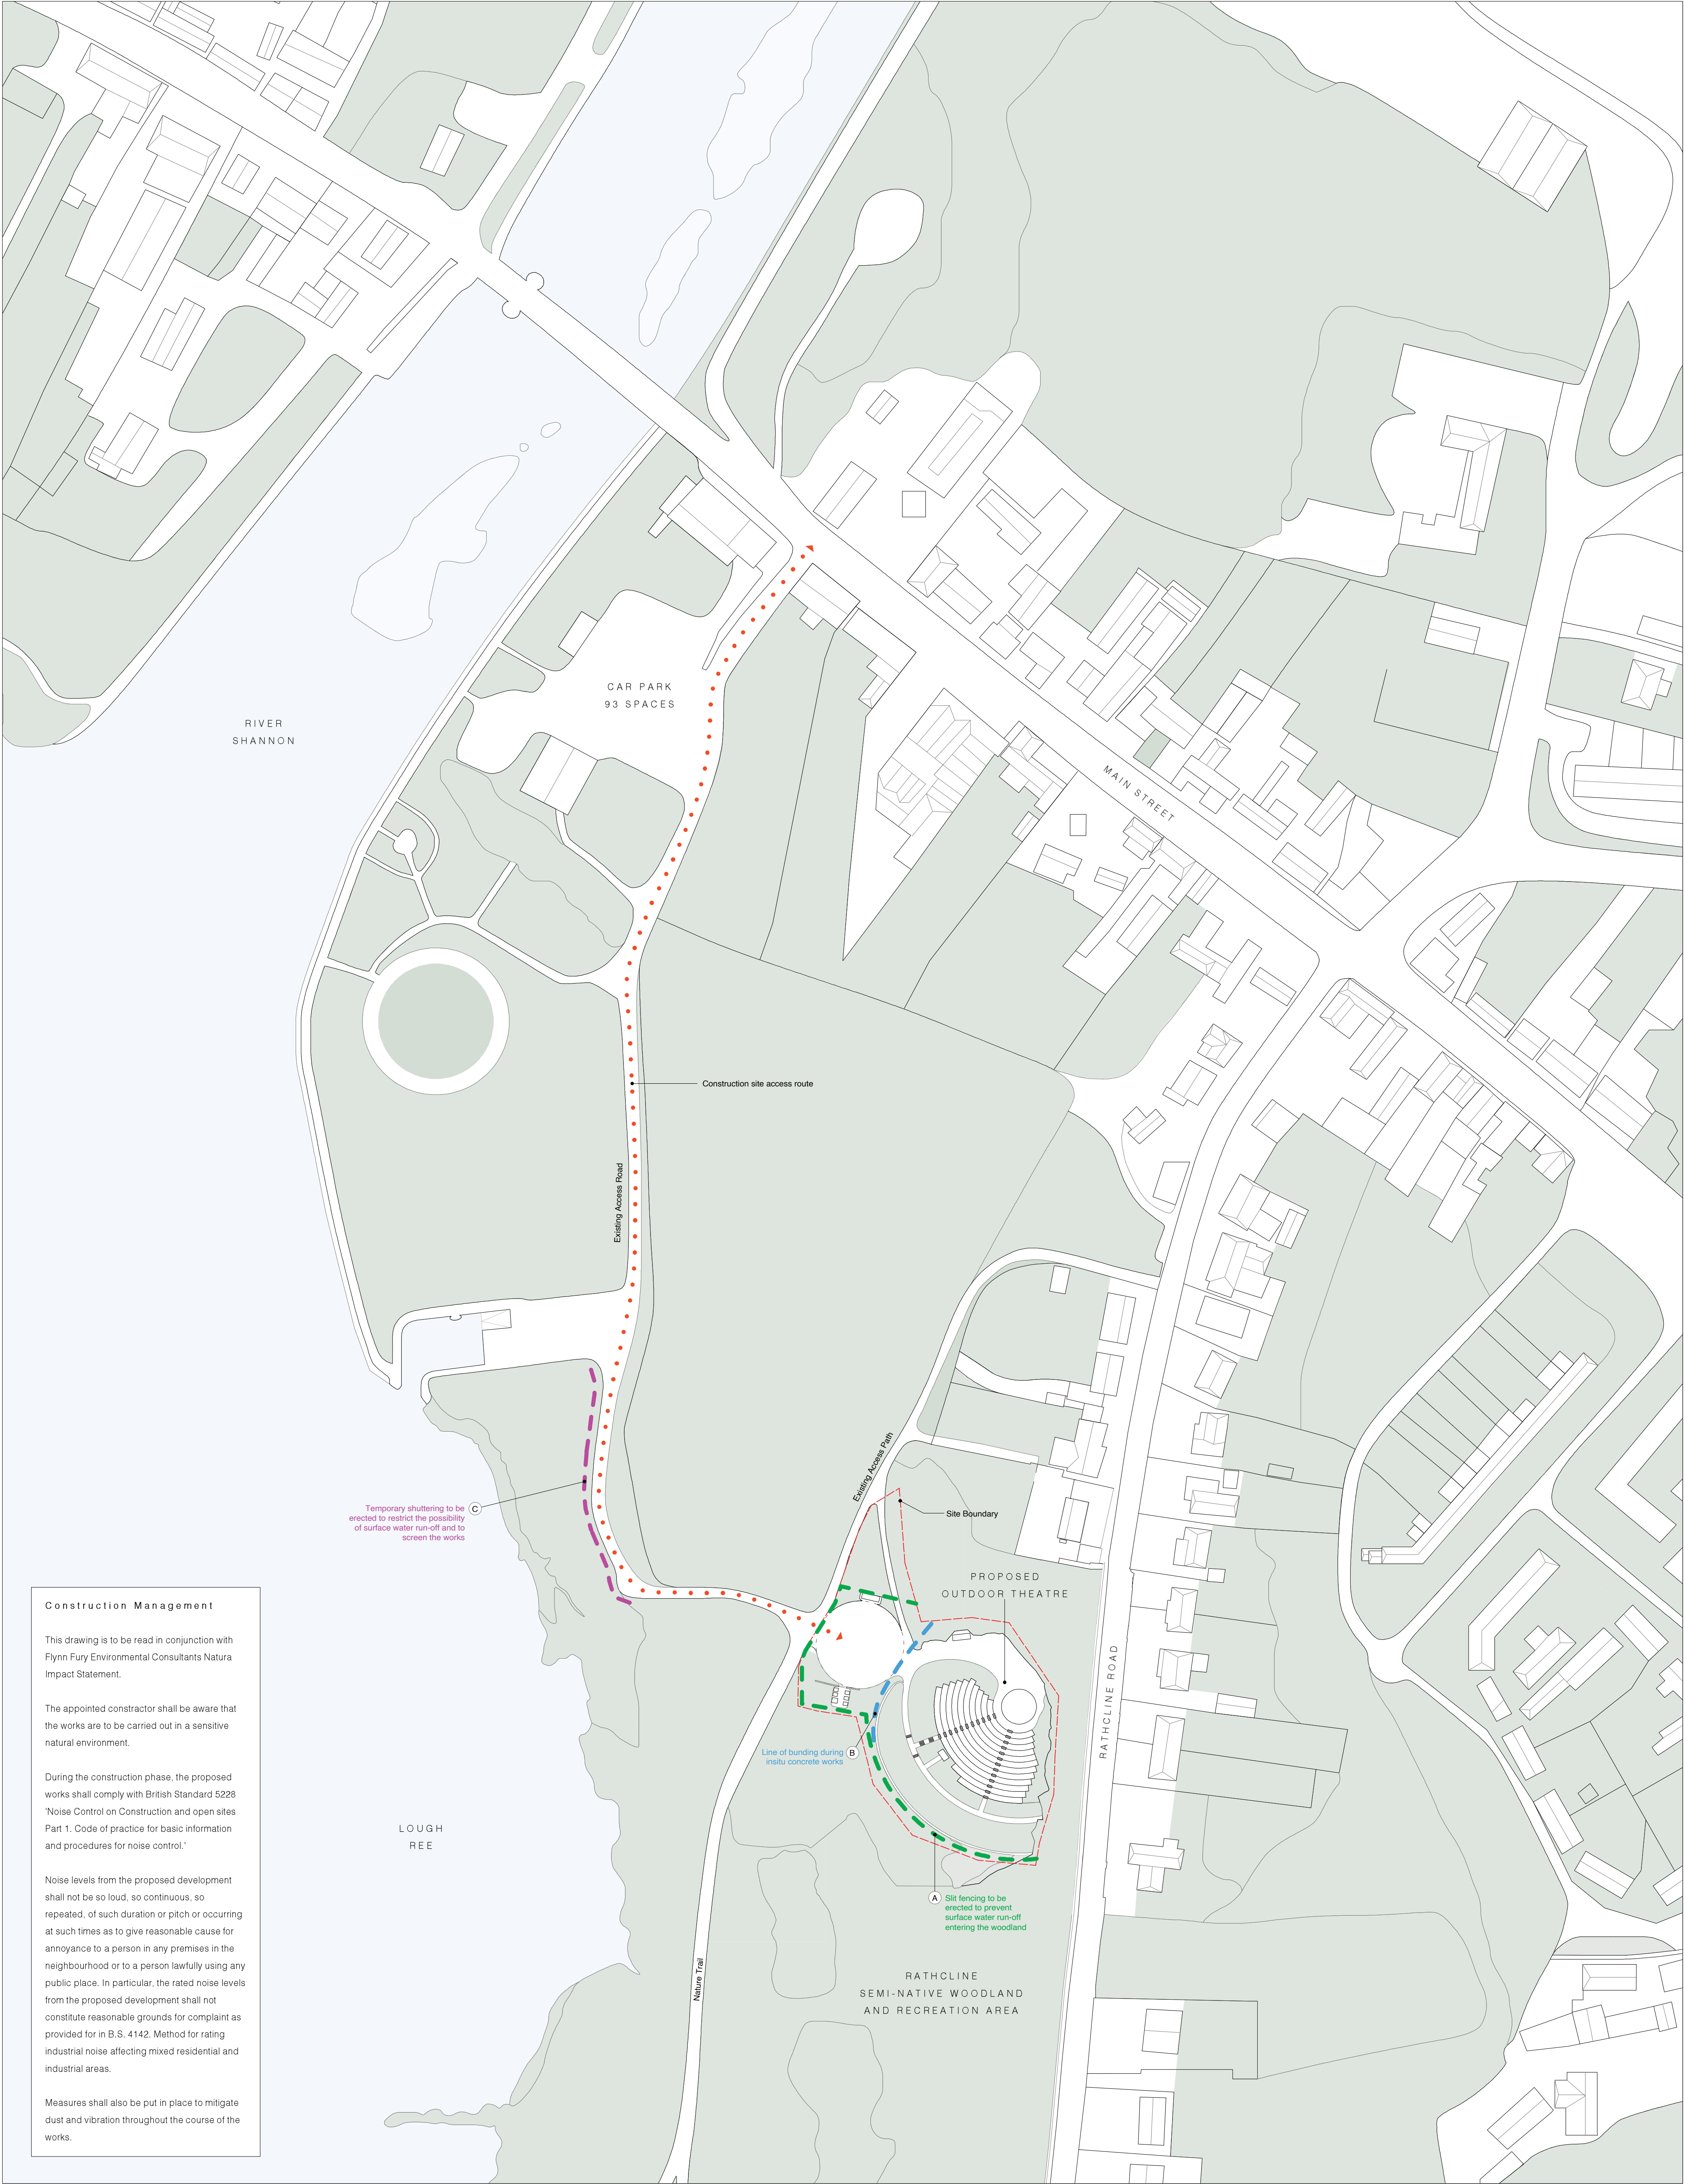 CAR PARK
93 SPACES
RIVER
SHANNON
MAIN STREET
Construction site access route
Existing Access Road
Existing Access Path
Site Boundary
Temporary shuttering to be
erected to restrict the possibility
of surface water run-off and to
screen the works
C
PROPOSED
OUTDOOR THEATRE
RATHCLINE ROAD
Line of bunding during
insitu concrete works
B
LOUGH
REE
A
Slit fencing to be
erected to prevent
surface water run-off
entering the woodland
Nature Trail
RATHCLINE
SEMI-NATIVE WOODLAND
AND RECREATION AREA
Construction Management
This drawing is to be read in conjunction with
Flynn Fury Environmental Consultants Natura
Impact Statement.
The appointed constractor shall be aware that
the works are to be carried out in a sensitive
natural environment.
During the construction phase, the proposed
works shall comply with British Standard 5228
'Noise Control on Construction and open sites
Part 1. Code of practice for basic information
and procedures for noise control.'
Noise levels from the proposed development
shall not be so loud, so continuous, so
repeated, of such duration or pitch or occurring
at such times as to give reasonable cause for
annoyance to a person in any premises in the
neighbourhood or to a person lawfully using any
public place. In particular, the rated noise levels
from the proposed development shall not
constitute reasonable grounds for complaint as
provided for in B.S. 4142. Method for rating
industrial noise affecting mixed residential and
industrial areas.
Measures shall also be put in place to mitigate
dust and vibration throughout the course of the
works.